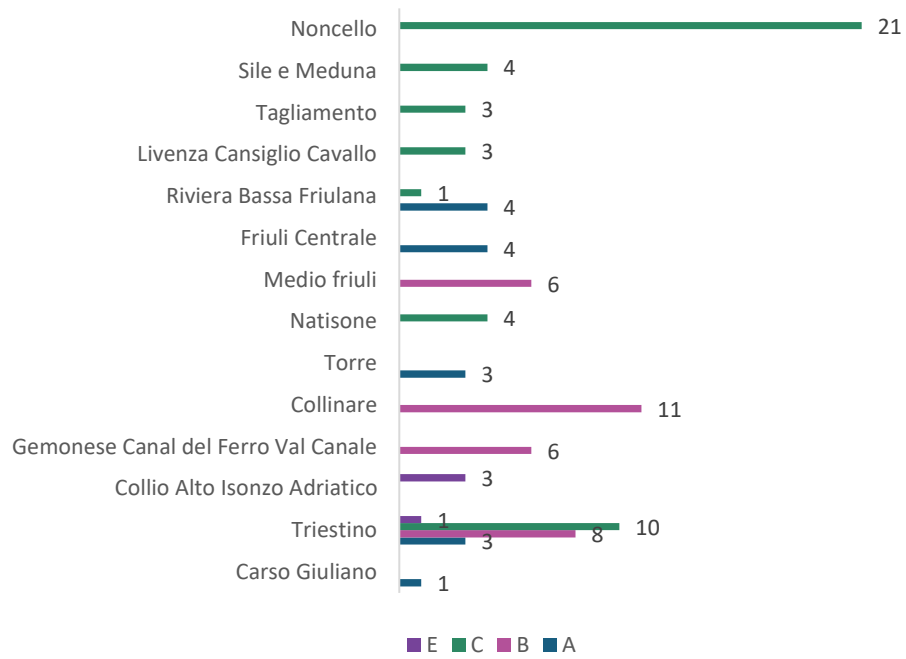 Noncello 21
Sile e Meduna 4
Tagliamento 3
Livenza Cansiglio Cavallo 3
Riviera Bassa Friulana 1
4
Friuli Centrale 4
Medio friuli 6
Natisone 4
Torre 3
Collinare 11
Gemonese Canal del Ferro Val Canale 6
Collio Alto Isonzo Adriatico 3
1
Triestino 10
8
3
Carso Giuliano 1
E C B A